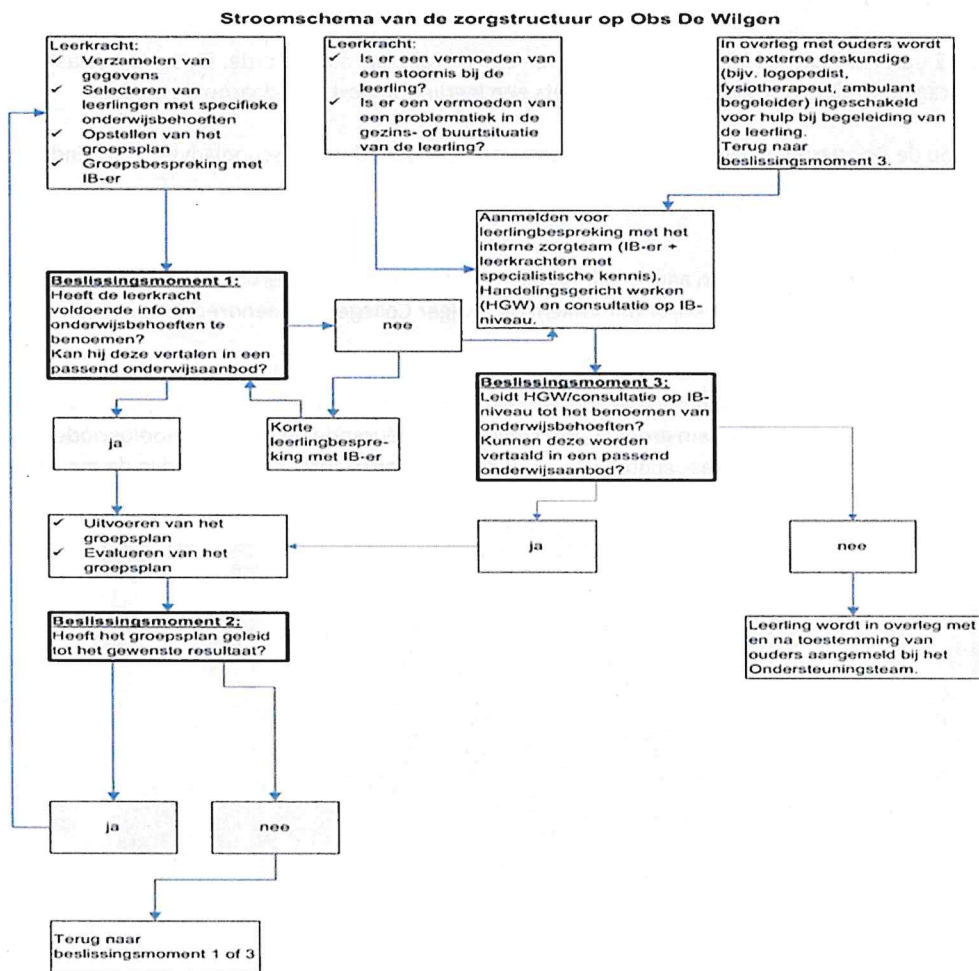 Stroomschema van de zorgstructuur op Obs De Wilgen
Leerkracht:
✓ Verzamelen van
gegevens
✓ Selecteren van
leerlingen met specifieke
onderwijsbehoeften
✓ Opstellen van het
groepsplan
✓ Groepsbespreking met
IB-er
Leerkracht:
✓ Is er een vermoeden van
een stoornis bij de
leerling?
✓ Is er een vermoeden van
een problematiek in de
gezins- of buurtsituatie
van de leerling?
In overleg met ouders wordt
een externe deskundige
(bijv. logopedist,
fysiotherapeut, ambulant
begeleider) ingeschakeld
voor hulp bij begeleiding van
de leerling.
Terug naar
beslissingsmoment 3.
Aanmelden voor
leerlingbespreking met het
interne zorgteam (IB-er +
leerkrachten met
specialistische kennis).
Handelingsgericht werken
(HGW) en consultatie op IB-
niveau.
Beslissingsmoment 1:
Heeft de leerkracht
voldoende info om
onderwijsbehoeften te
benoemen?
Kan hij deze vertalen in een
passend onderwijsaanbod?
nee
Beslissingsmoment 3:
Leidt HGW/consultatie op IB-
niveau tot het benoemen van
onderwijsbehoeften?
Kunnen deze worden
vertaald in een passend
onderwijsaanbod?
ja
Korte
leerlingbespre-
king met IB-er
✓ Uitvoeren van het
groepsplan
✓ Evalueren van het
groepsplan
ja
nee
Beslissingsmoment 2:
Heeft het groepsplan geleid
tot het gewenste resultaat?
Leerling wordt in overleg met
en na toestemming van
ouders aangemeld bij het
Ondersteuningsteam.
ja
nee
Terug naar
beslissingsmoment 1 of 3